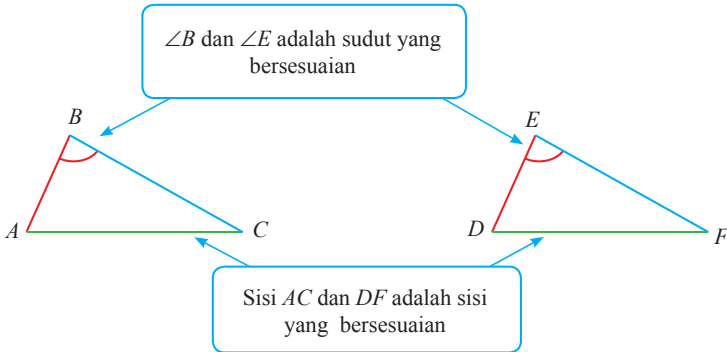 ∠B dan ∠E adalah sudut yang
bersesuaian
B
E
A
C
D
F
Sisi AC dan DF adalah sisi
yang bersesuaian